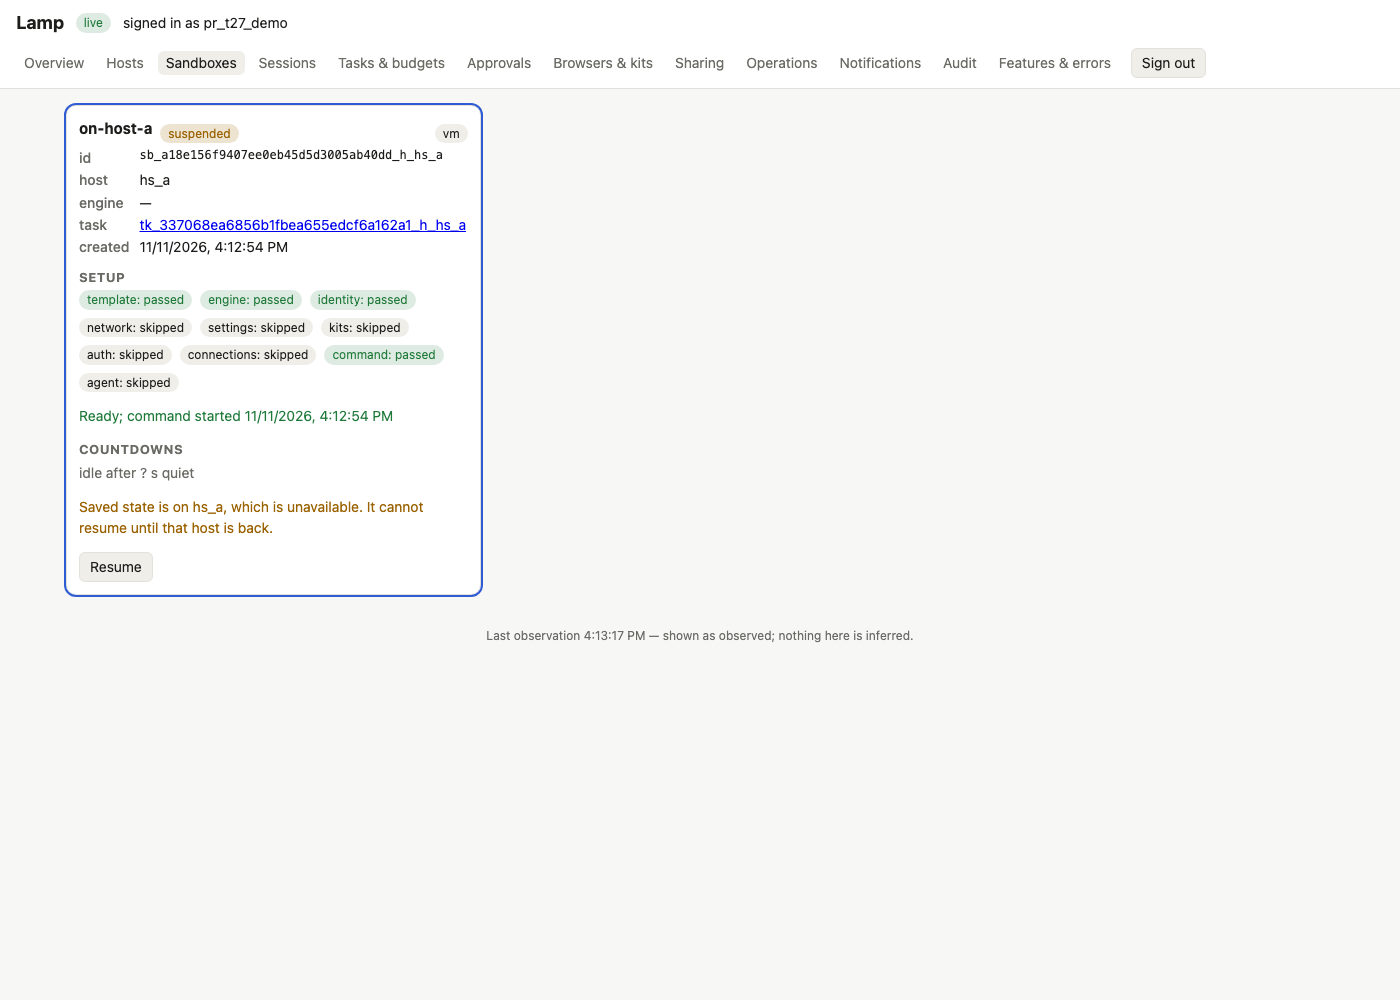 Lamp live signed in as pr_t27_demo
Overview Hosts Sandboxes Sessions Tasks & budgets Approvals Browsers & kits Sharing Operations Notifications Audit Features & errors Sign out
on-host-a suspended vm
id sb_a18e156f9407ee0eb45d5d3005ab40dd_h_hs_a
host hs_a
engine —
task tk_337068ea6856b1fbea655edcf6a162a1_h_hs_a
created 11/11/2026, 4:12:54 PM
SETUP
template: passed engine: passed identity: passed
network: skipped settings: skipped kits: skipped
auth: skipped connections: skipped command: passed
agent: skipped
Ready; command started 11/11/2026, 4:12:54 PM
COUNTDOWNS
idle after ? s quiet
Saved state is on hs_a, which is unavailable. It cannot
resume until that host is back.
Resume
Last observation 4:13:17 PM — shown as observed; nothing here is inferred.